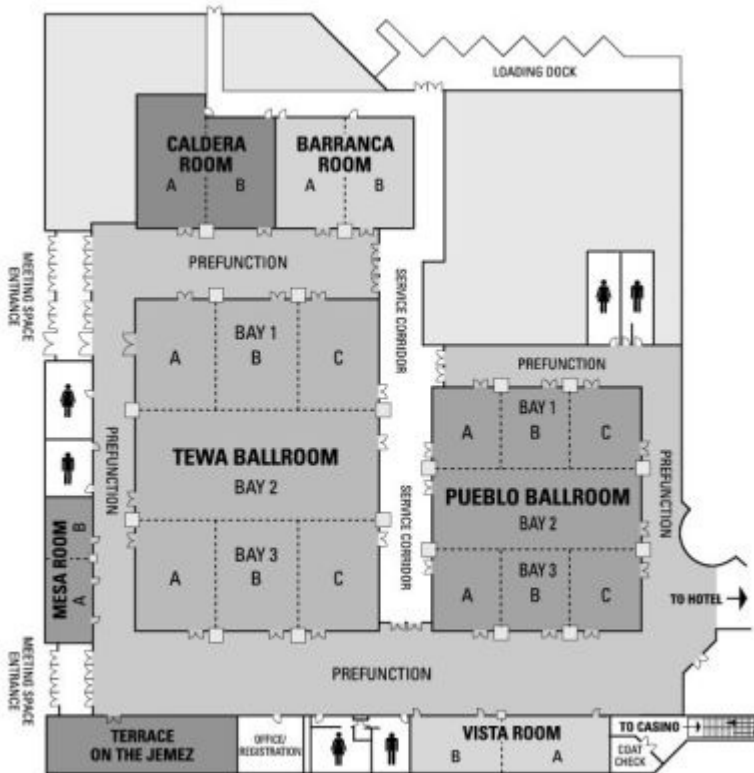 LOADING DOCK
CALDERA
ROOM
A
B
BARRANCA
ROOM
A
B
MEETING SPACE
ENTRANCE
PREFUNCTION
SERVICE CORRIDOR
BAY 1
A
B
C
PREFUNCTION
BAY 1
A
B
C
PREFUNCTION
TEWA BALLROOM
BAY 2
PUEBLO BALLROOM
BAY 2
PREFUNCTION
SERVICE CORRIDOR
MESA ROOM
B
A
BAY 3
A
B
C
BAY 3
A
B
C
TO HOTEL
MEETING SPACE
ENTRANCE
PREFUNCTION
TERRACE
ON THE JEMEZ
OFFICE/
REGISTRATION
VISTA ROOM
B
A
TO CASINO
COAT
CHECK